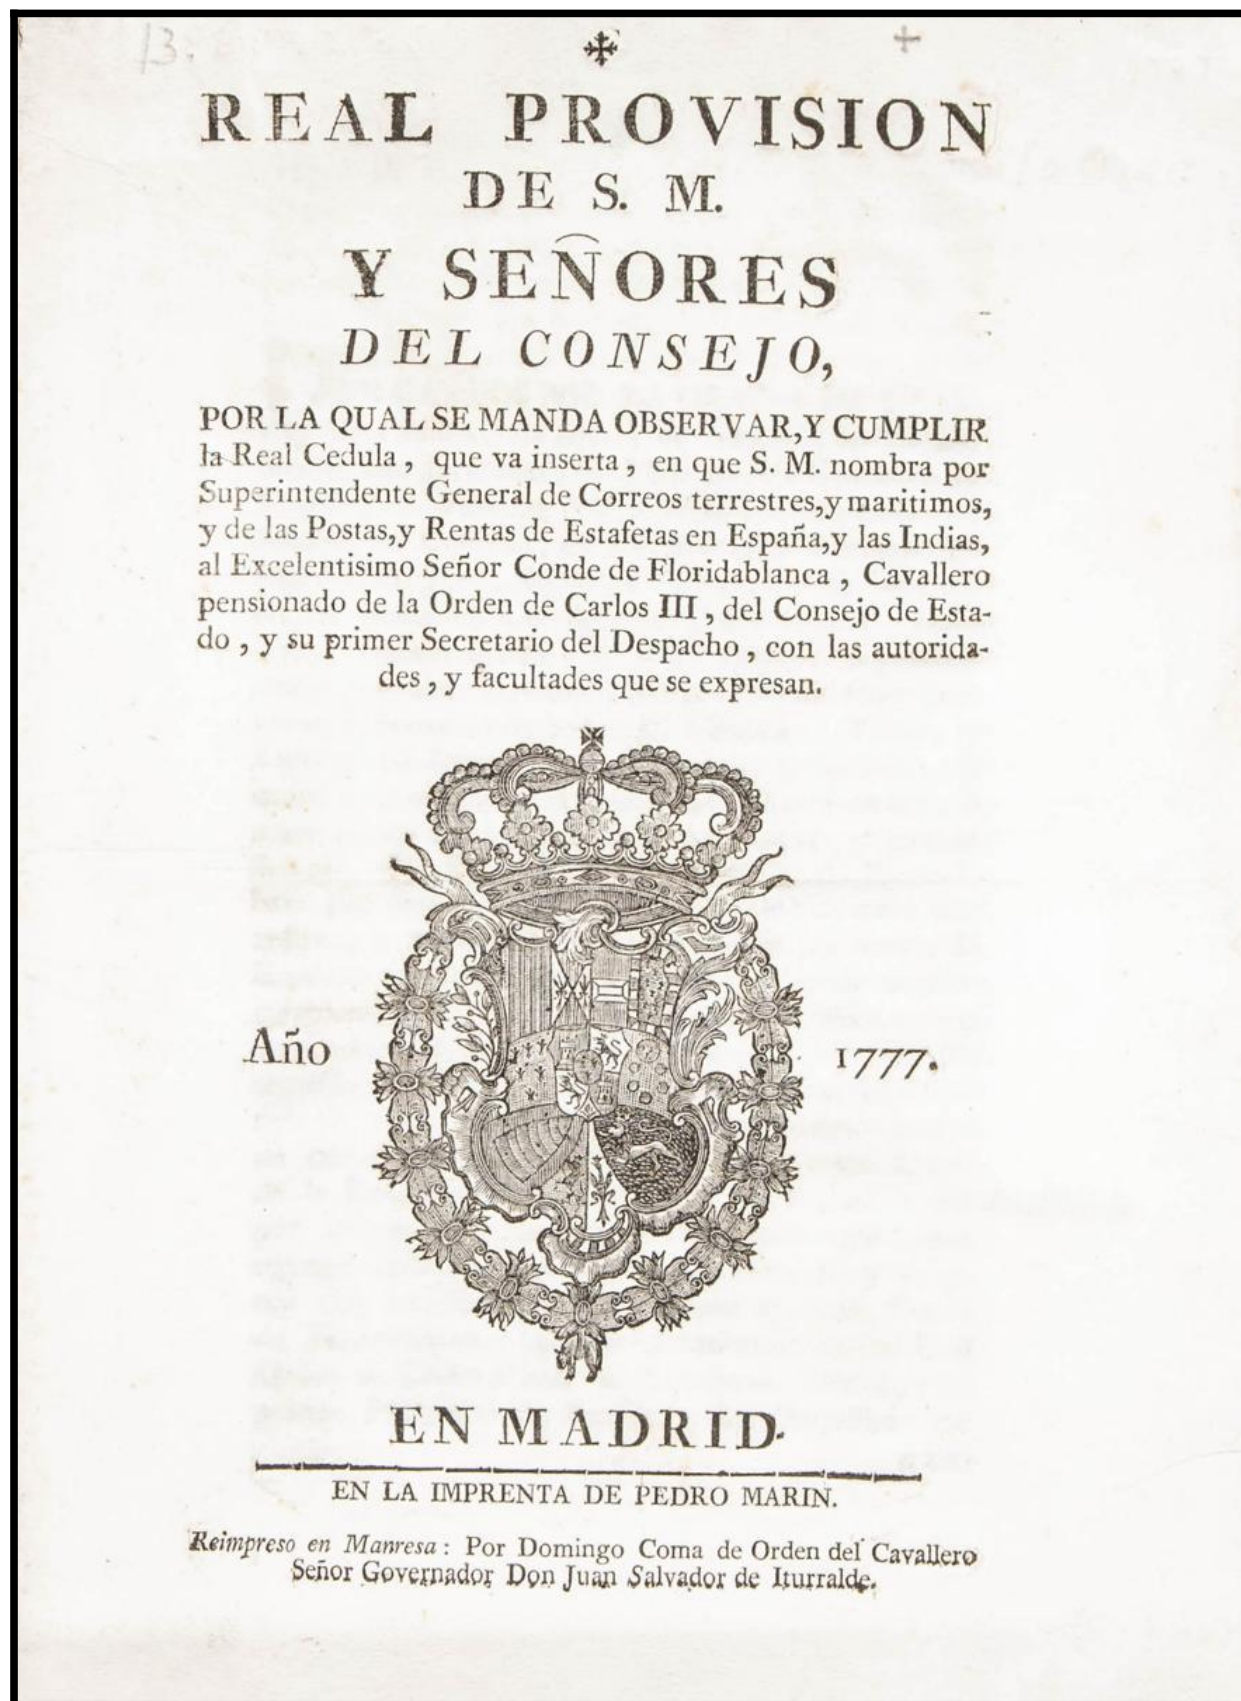 13.
REAL PROVISION
DE S. M.
Y SEÑORES
DEL CONSEJO,
POR LA QUAL SE MANDA OBSERVAR, Y CUMPLIR
la Real Cedula, que va inserta, en que S. M. nombra por
Superintendente General de Correos terrestres, y maritimos,
y de las Postas, y Rentas de Estafetas en España, y las Indias,
al Excelentisimo Señor Conde de Floridablanca, Cavallero
pensionado de la Orden de Carlos III, del Consejo de Esta-
do, y su primer Secretario del Despacho, con las autorida-
des, y facultades que se expresan.
Año 1777.
EN MADRID.
EN LA IMPRENTA DE PEDRO MARIN.
Reimpreso en Manresa: Por Domingo Coma de Orden del Cavallero
Señor Governador Don Juan Salvador de Iturralde.